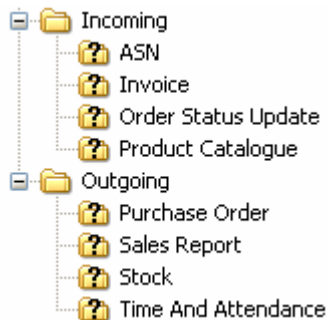 Incoming
ASN
Invoice
Order Status Update
Product Catalogue
Outgoing
Purchase Order
Sales Report
Stock
Time And Attendance